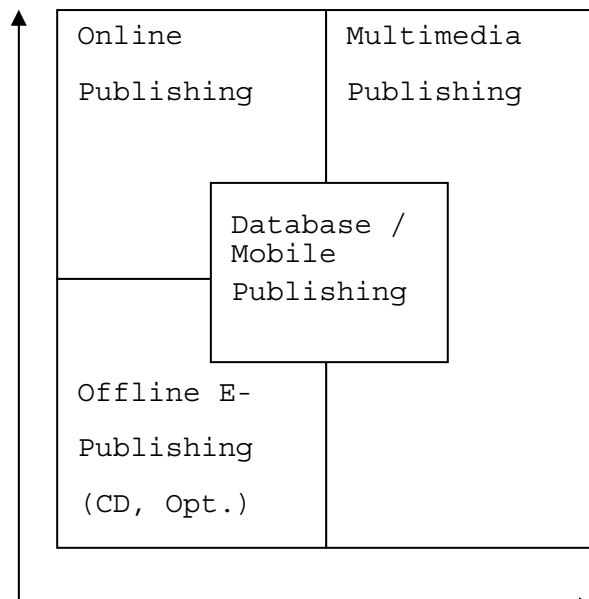 Online
Publishing
Multimedia
Publishing
Database /
Mobile
Publishing
Offline E-
Publishing
(CD, Opt.)